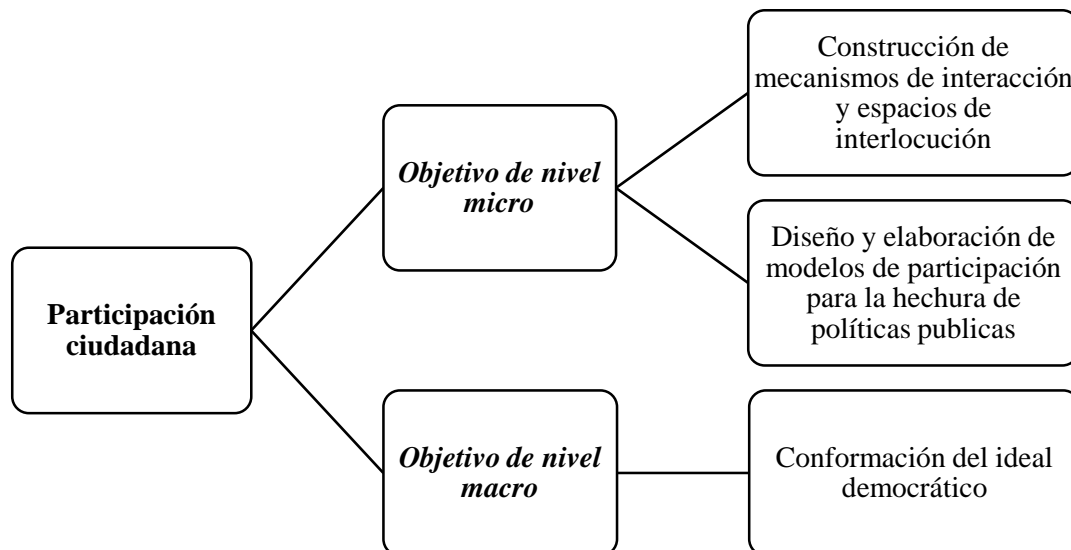 Participación
ciudadana
Objetivo de nivel
micro
Construcción de
mecanismos de interacción
y espacios de
interlocución
Diseño y elaboración de
modelos de participación
para la hechura de
políticas publicas
Objetivo de nivel
macro
Conformación del ideal
democrático